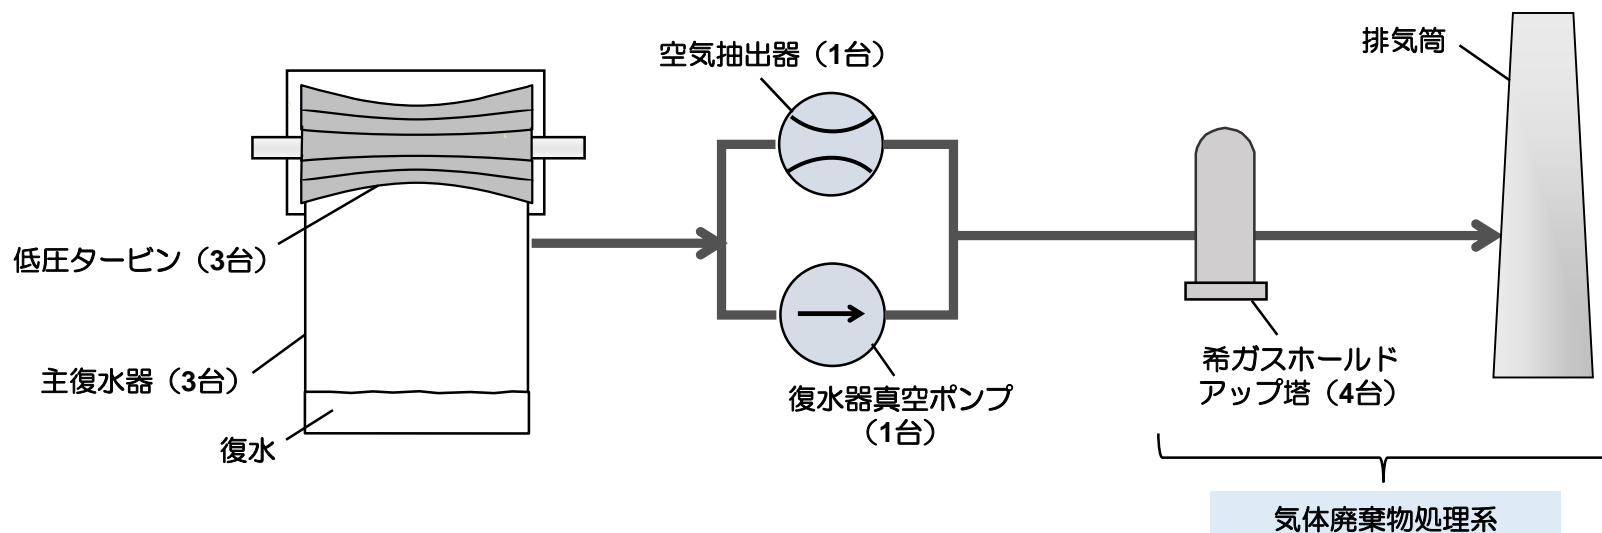 空気抽出器（1台）
排気筒
低圧タービン（3台）
主復水器（3台）
復水
復水器真空ポンプ
（1台）
希ガスホールド
アップ塔（4台）
気体廃棄物処理系